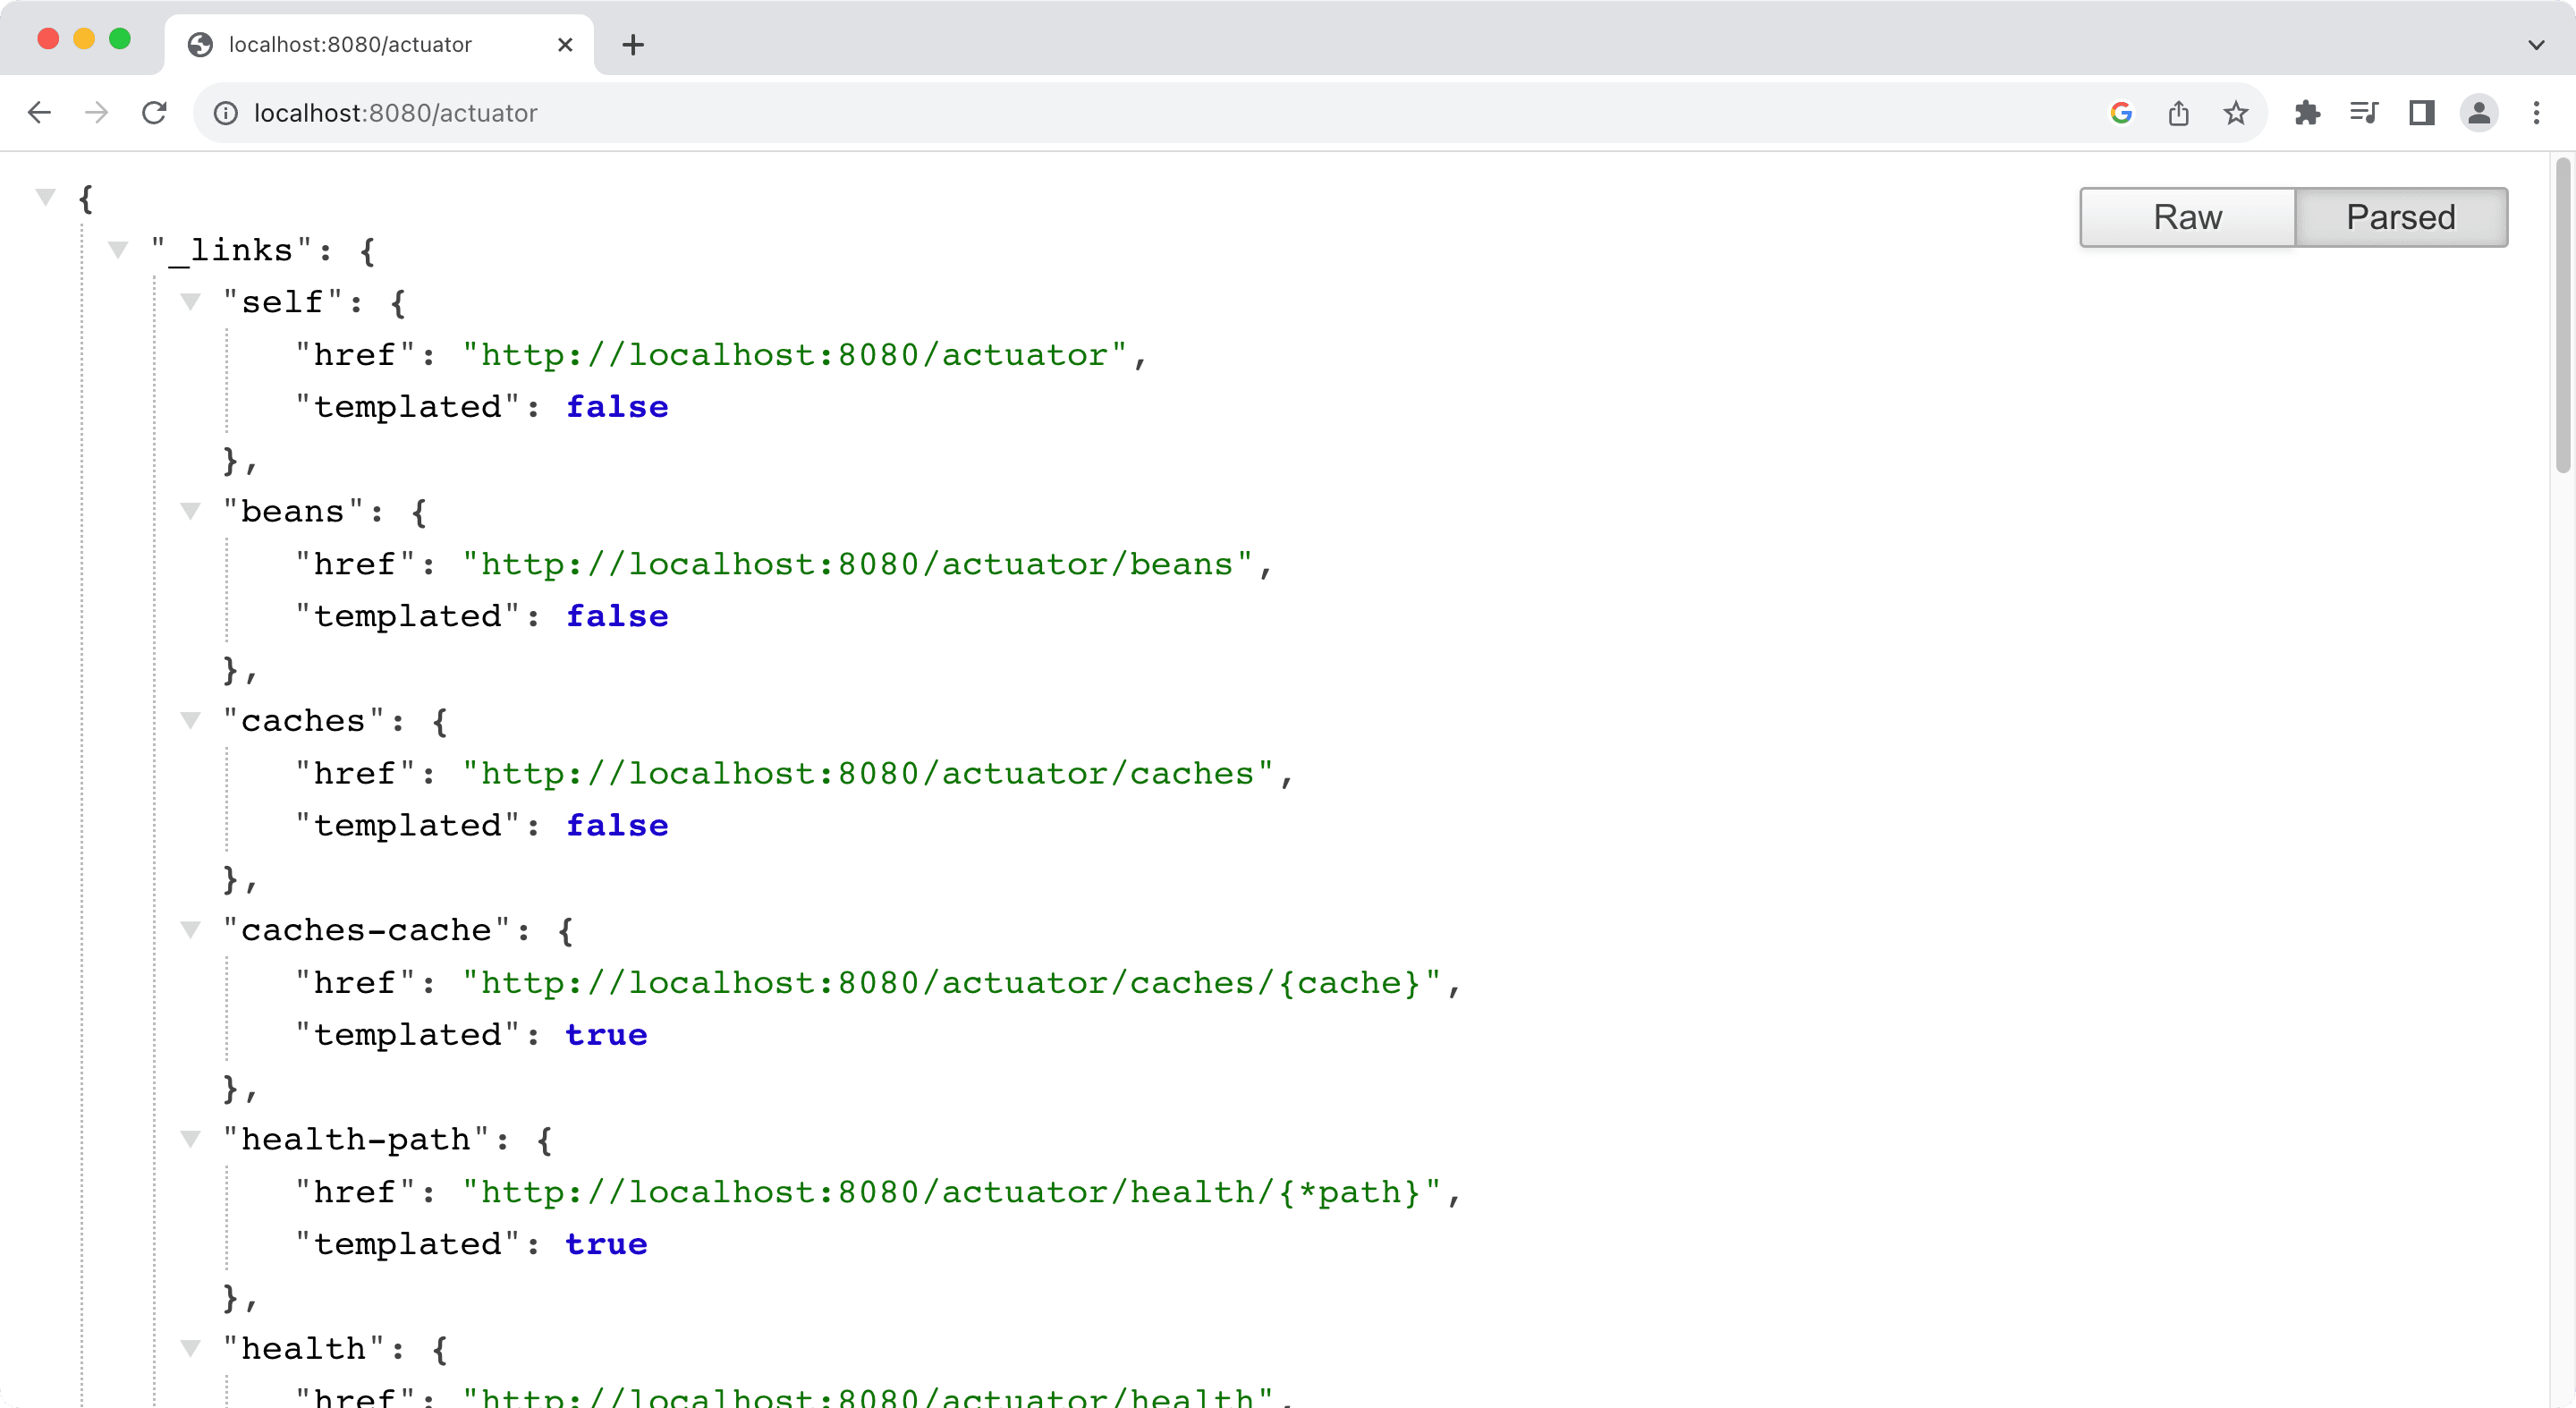 localhost:8080/actuator
localhost:8080/actuator
Raw
Parsed
{
"_links": {
"self": {
"href": "http://localhost:8080/actuator",
"templated": false
},
"beans": {
"href": "http://localhost:8080/actuator/beans",
"templated": false
},
"caches": {
"href": "http://localhost:8080/actuator/caches",
"templated": false
},
"caches-cache": {
"href": "http://localhost:8080/actuator/caches/{cache}",
"templated": true
},
"health-path": {
"href": "http://localhost:8080/actuator/health/{*path}",
"templated": true
},
"health": {
"href": "http://localhost:8080/actuator/health",